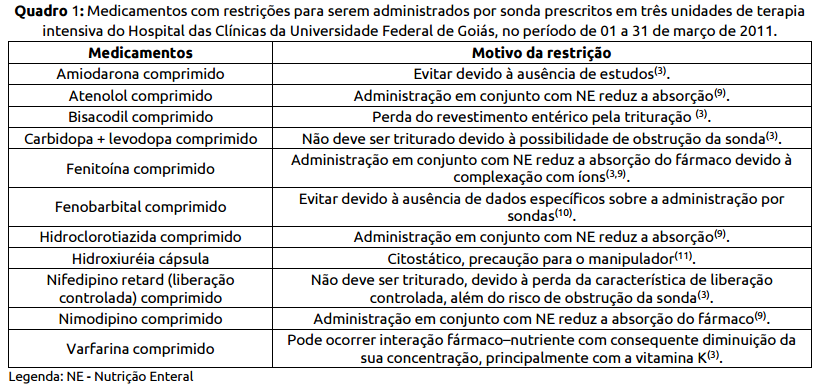 Quadro 1: Medicamentos com restrições para serem administrados por sonda prescritos em três unidades de terapia
intensiva do Hospital das Clínicas da Universidade Federal de Goiás, no período de 01 a 31 de março de 2011.
Medicamentos Motivo da restrição
Amiodarona comprimido Evitar devido à ausência de estudos(3).
Atenolol comprimido Administração em conjunto com NE reduz a absorção(9).
Bisacodil comprimido Perda do revestimento entérico pela trituração (3).
Carbidopa + levodopa comprimido Não deve ser triturado devido à possibilidade de obstrução da sonda(3).
Fenitoína comprimido Administração em conjunto com NE reduz a absorção do fármaco devido à
complexação com íons(3,9).
Fenobarbital comprimido Evitar devido à ausência de dados específicos sobre a administração por
sondas(10).
Hidroclorotiazida comprimido Administração em conjunto com NE reduz a absorção(9).
Hidroxiuréia cápsula Citostático, precaução para o manipulador(11).
Nifedipino retard (liberação
controlada) comprimido Não deve ser triturado, devido à perda da característica de liberação
controlada, além do risco de obstrução da sonda(3).
Nimodipino comprimido Administração em conjunto com NE reduz a absorção do fármaco(9).
Varfarina comprimido Pode ocorrer interação fármaco–nutriente com consequente diminuição da
sua concentração, principalmente com a vitamina K(3).
Legenda: NE - Nutrição Enteral